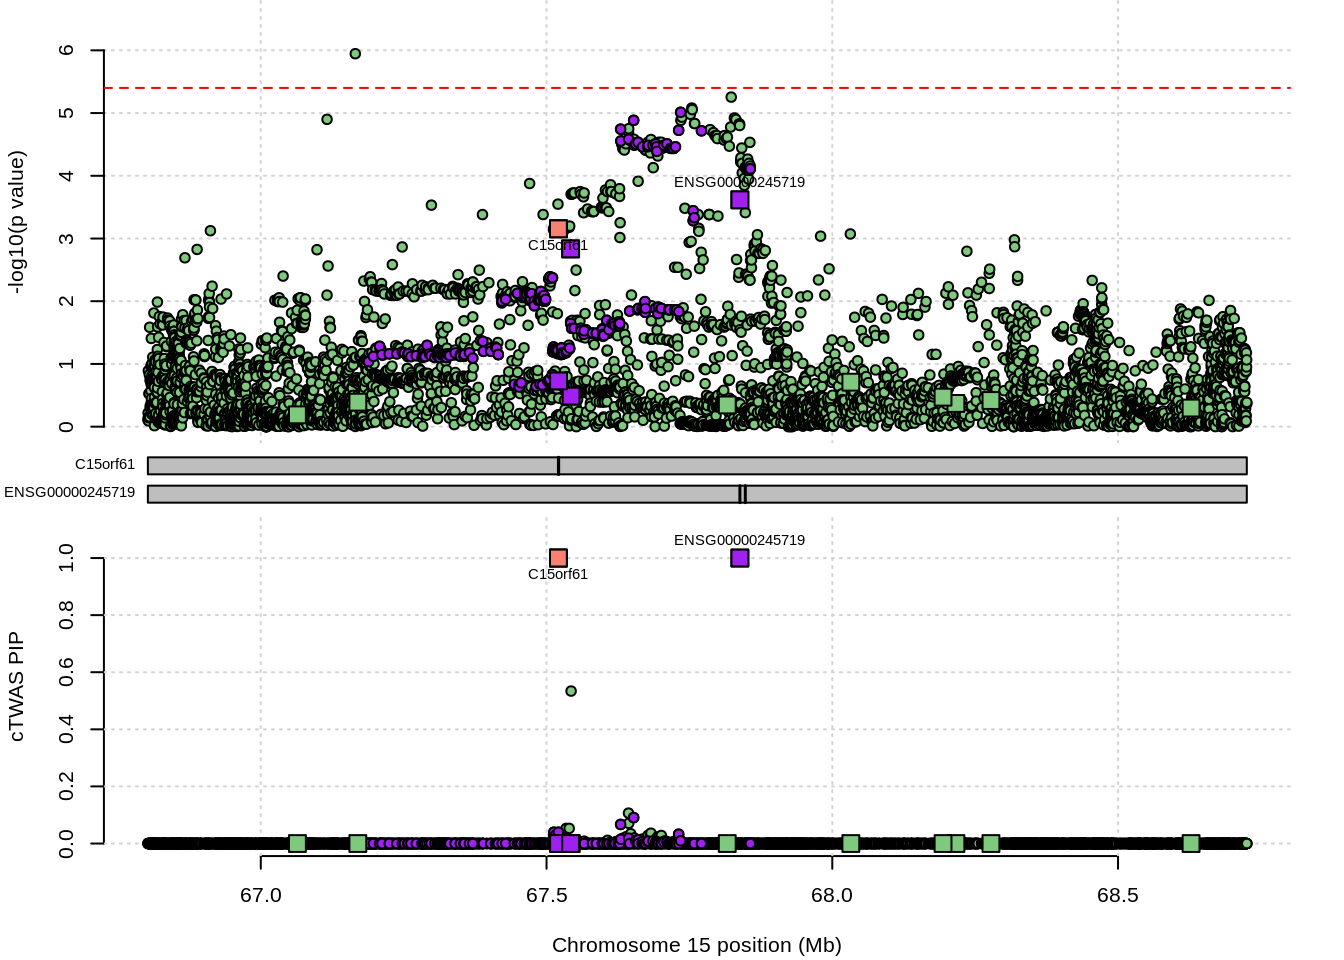 6
5
4
3
2
1
0
-log10(p value)
ENSG00000245719
C15orf61
C15orf61
ENSG00000245719
ENSG00000245719
C15orf61
1.0
0.8
0.6
0.4
0.2
0.0
cTWAS PIP
67.0 67.5 68.0 68.5
Chromosome 15 position (Mb)